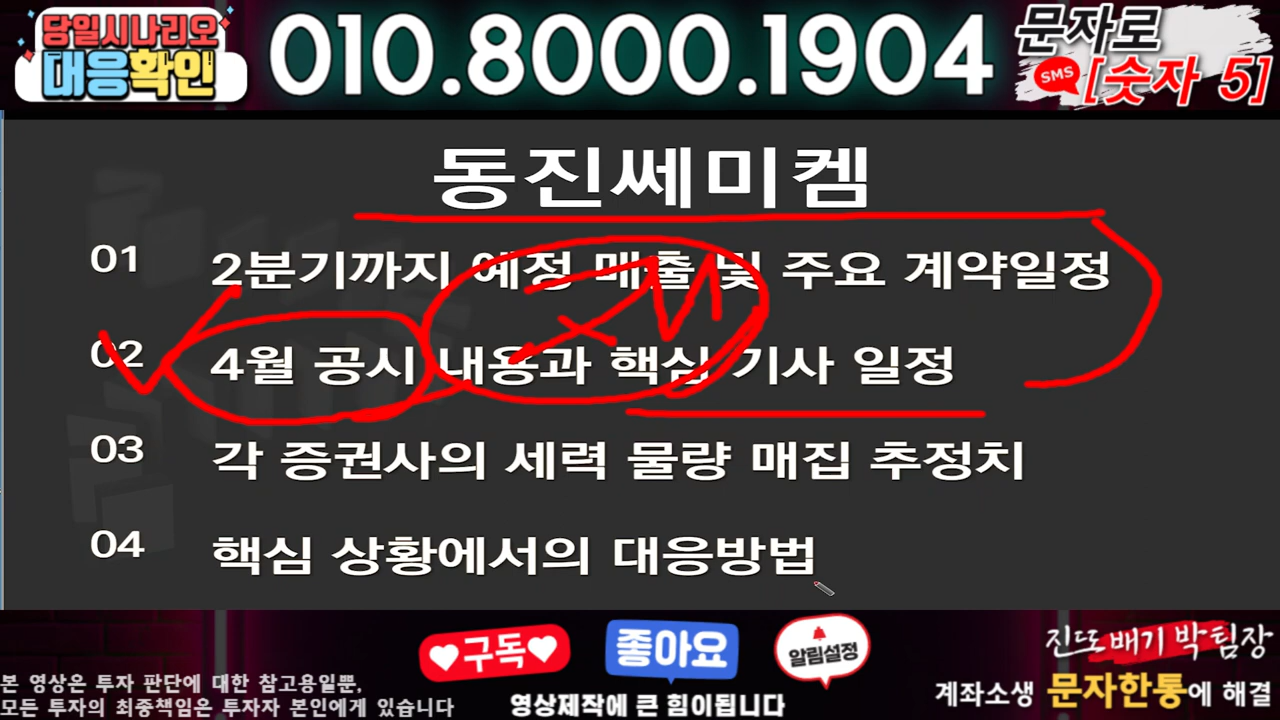 당일시나리오
대응확인
010.8000.1904
문자로
SMS [숫자 5]
동진쎄미켐
01 2분기까지 예정 매출 및 주요 계약일정
02 4월 공시 내용과 핵심 기사 일정
03 각 증권사의 세력 물량 매집 추정치
04 핵심 상황에서의 대응방법
구독
좋아요
알림설정
영상제작에 큰 힘이됩니다
본 영상은 투자 판단에 대한 참고용일뿐,
모든 투자의 최종책임은 투자자 본인에게 있습니다
진또배기 박팀장
계좌소생 문자한통에 해결